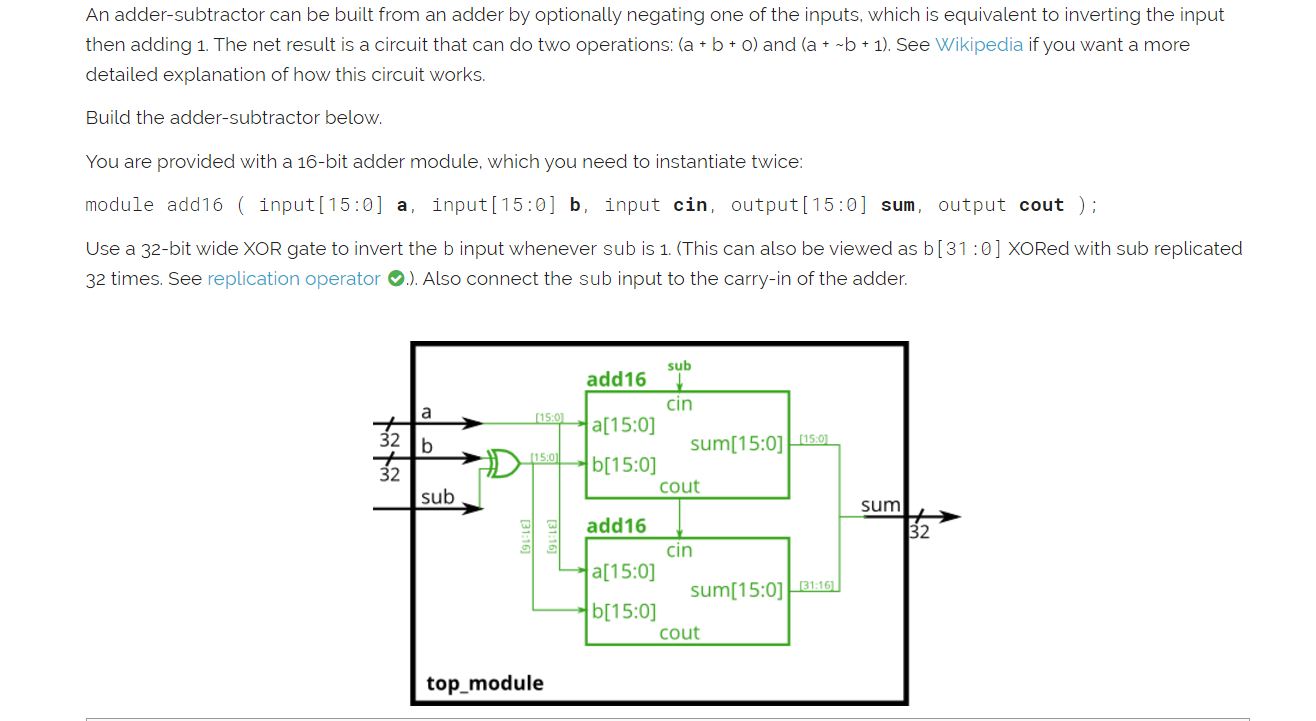 An adder-subtractor can be built from an adder by optionally negating one of the inputs, which is equivalent to inverting the input
then adding 1. The net result is a circuit that can do two operations: (a + b + 0) and (a + ~b + 1). See Wikipedia if you want a more
detailed explanation of how this circuit works.
Build the adder-subtractor below.
You are provided with a 16-bit adder module, which you need to instantiate twice:
module add16 ( input[15:0] a, input[15:0] b, input cin, output[15:0] sum, output cout );
Use a 32-bit wide XOR gate to invert the b input whenever sub is 1. (This can also be viewed as b[31:0] XORed with sub replicated
32 times. See replication operator .). Also connect the sub input to the carry-in of the adder.
sub
add16
cin
a
[15:0]
a[15:0]
32
b
sum[15:0]
[15:0]
[15:0]
b[15:0]
32
cout
sub
sum
[31:16]
[31:16]
add16
32
cin
a[15:0]
sum[15:0]
[31:16]
b[15:0]
cout
top_module